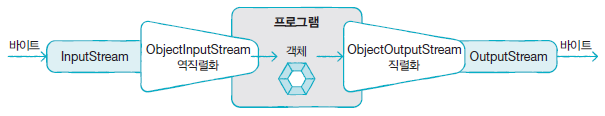 프로그램
바이트
InputStream
ObjectInputStream
역직렬화
객체
ObjectOutputStream
직렬화
OutputStream
바이트